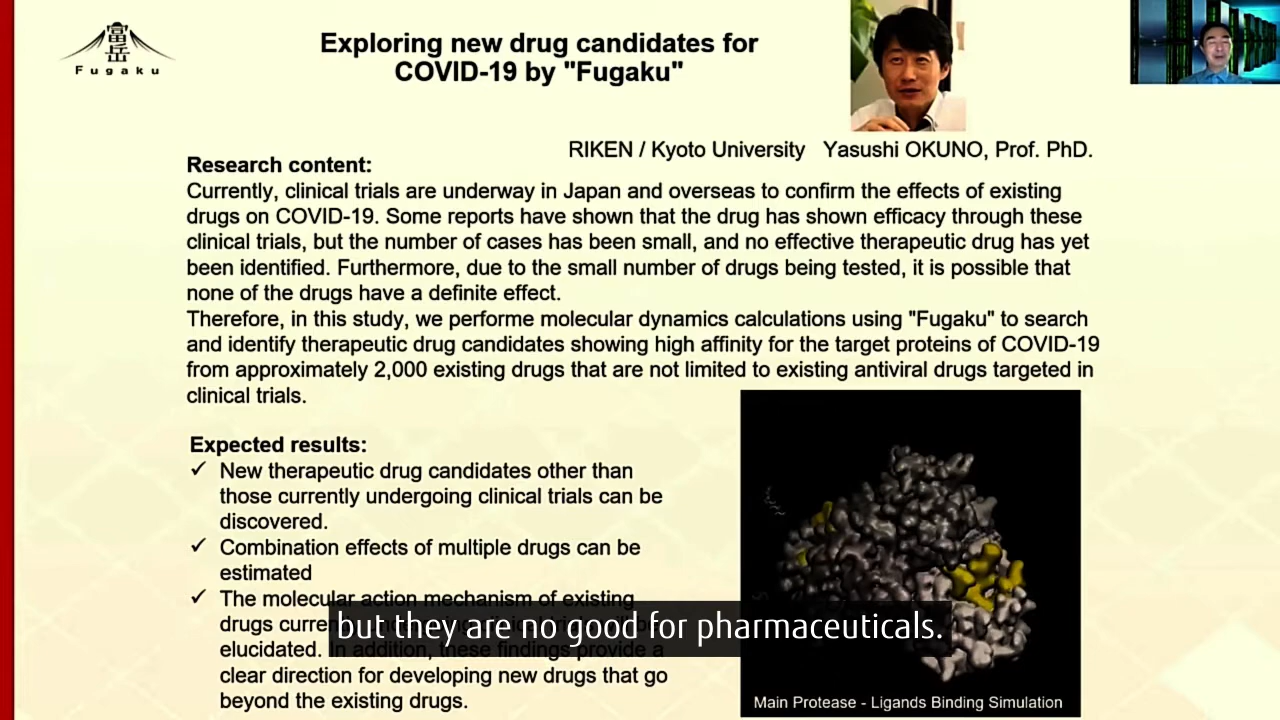 富岳
Fugaku
Exploring new drug candidates for
COVID-19 by "Fugaku"
RIKEN / Kyoto University Yasushi OKUNO, Prof. PhD.
Research content:
Currently, clinical trials are underway in Japan and overseas to confirm the effects of existing
drugs on COVID-19. Some reports have shown that the drug has shown efficacy through these
clinical trials, but the number of cases has been small, and no effective therapeutic drug has yet
been identified. Furthermore, due to the small number of drugs being tested, it is possible that
none of the drugs have a definite effect.
Therefore, in this study, we performe molecular dynamics calculations using "Fugaku" to search
and identify therapeutic drug candidates showing high affinity for the target proteins of COVID-19
from approximately 2,000 existing drugs that are not limited to existing antiviral drugs targeted in
clinical trials.
Expected results:
New therapeutic drug candidates other than
those currently undergoing clinical trials can be
discovered.
Combination effects of multiple drugs can be
estimated
The molecular action mechanism of existing
drugs
elucidated. In addition, these findings provide a
clear direction for developing new drugs that go
beyond the existing drugs.
but they are no good for pharmaceuticals.
Main Protease - Ligands Binding Simulation